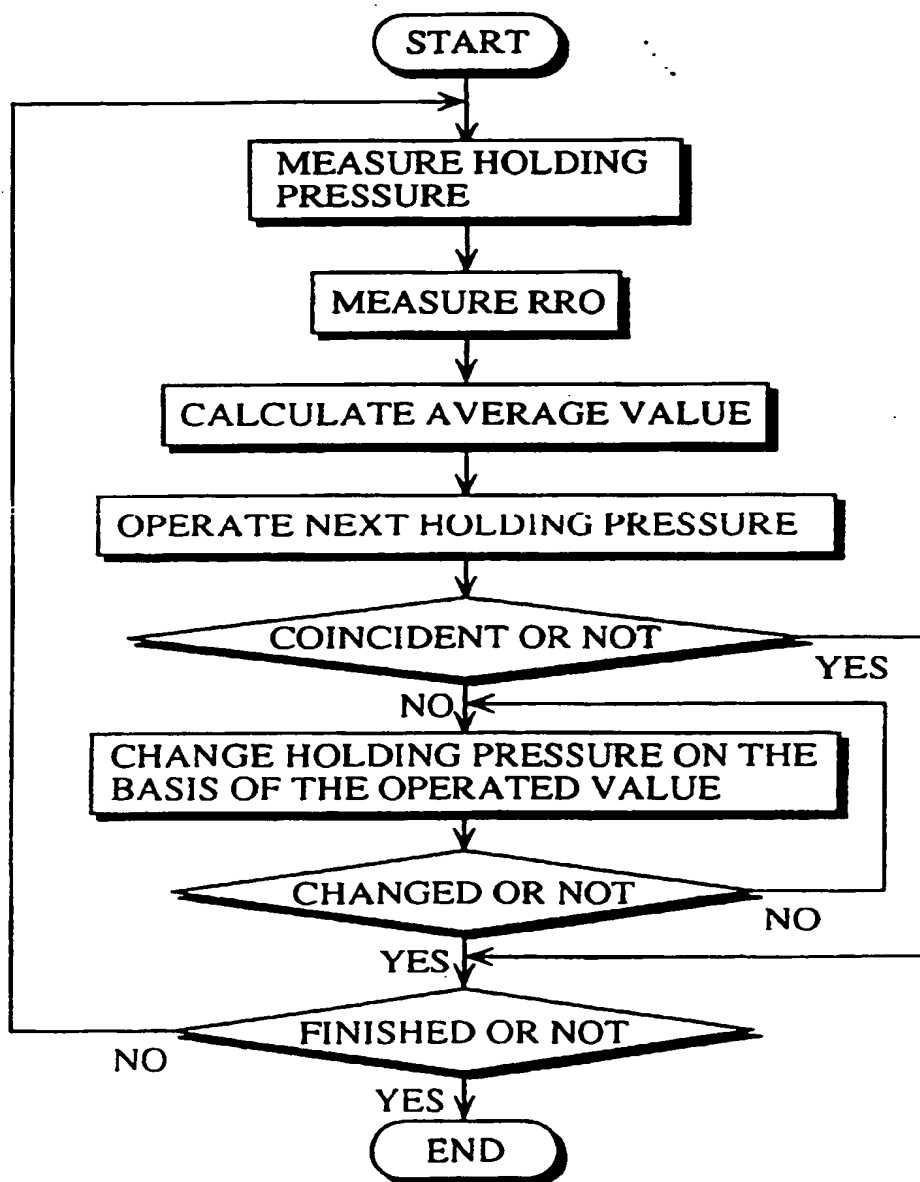 START
MEASURE HOLDING
PRESSURE
MEASURE RRO
CALCULATE AVERAGE VALUE
OPERATE NEXT HOLDING PRESSURE
COINCIDENT OR NOT
YES
NO
CHANGE HOLDING PRESSURE ON THE
BASIS OF THE OPERATED VALUE
CHANGED OR NOT
NO
YES
FINISHED OR NOT
NO
YES
END